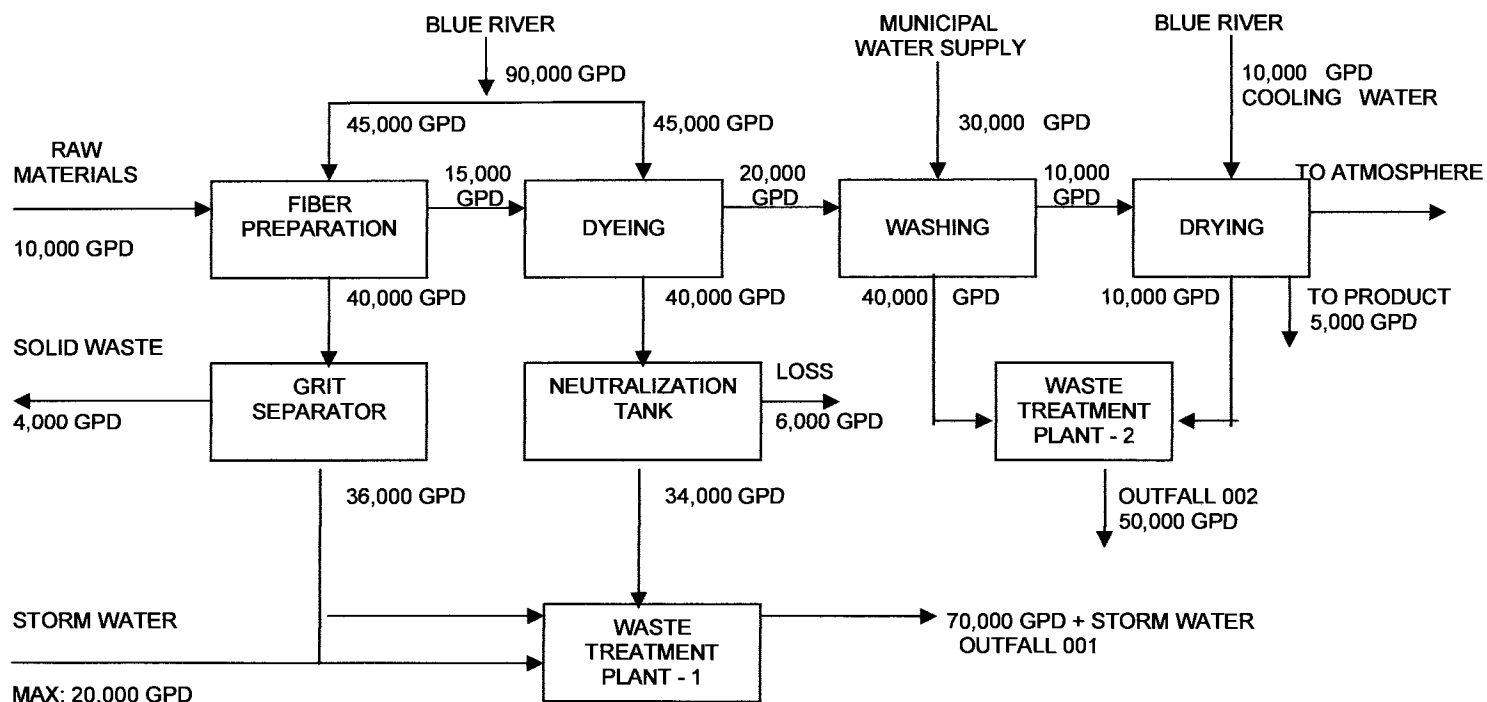 BLUE RIVER
90,000 GPD
MUNICIPAL
WATER SUPPLY
BLUE RIVER
10,000 GPD
COOLING WATER
45,000 GPD
45,000 GPD
30,000 GPD
RAW
MATERIALS
10,000 GPD
FIBER
PREPARATION
15,000
GPD
DYEING
20,000
GPD
WASHING
10,000
GPD
DRYING
TO ATMOSPHERE
40,000 GPD
40,000 GPD
40,000 GPD
10,000 GPD
TO PRODUCT
5,000 GPD
SOLID WASTE
4,000 GPD
GRIT
SEPARATOR
NEUTRALIZATION
TANK
LOSS
6,000 GPD
WASTE
TREATMENT
PLANT - 2
36,000 GPD
34,000 GPD
OUTFALL 002
50,000 GPD
STORM WATER
MAX: 20,000 GPD
WASTE
TREATMENT
PLANT - 1
70,000 GPD + STORM WATER
OUTFALL 001